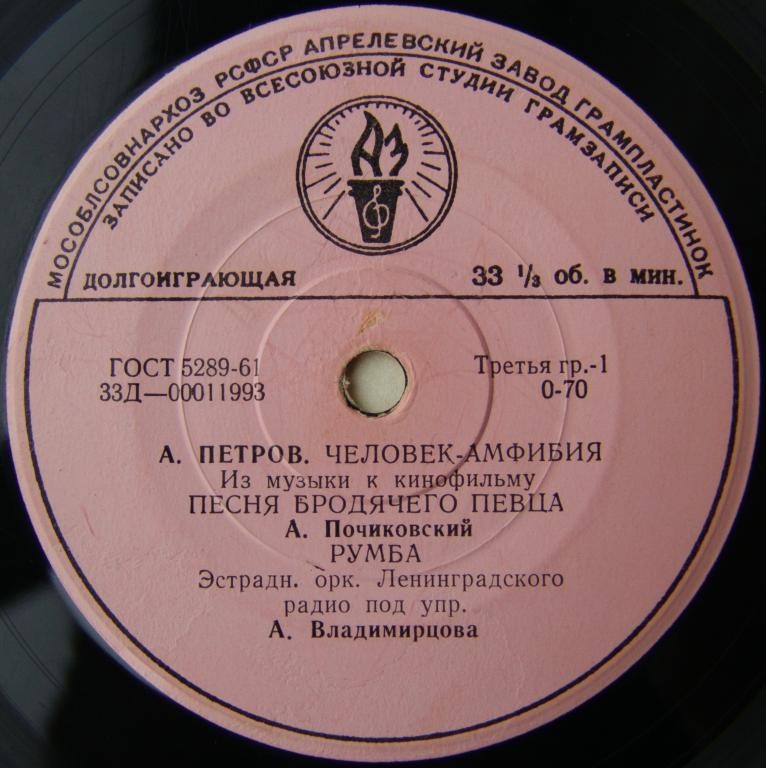 МОСОБЛСОВНАРХОЗ РСФСР АПРЕЛЕВСКИЙ ЗАВОД ГРАМПЛАСТИНОК
ЗАПИСАНО ВО ВСЕСОЮЗНОЙ СТУДИИ ГРАМЗАПИСИ
АЗ
ДОЛГОИГРАЮЩАЯ 33 ⅓ об. в мин.
ГОСТ 5289-61 Третья гр.-1
33Д—00011993 0-70
А. ПЕТРОВ. ЧЕЛОВЕК-АМФИБИЯ
Из музыки к кинофильму
ПЕСНЯ БРОДЯЧЕГО ПЕВЦА
А. Почиковский
РУМБА
Эстрадн. орк. Ленинградского
радио под упр.
А. Владимирцова